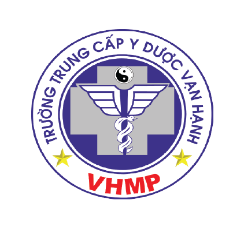 TRƯỜNG TRUNG CẤP Y DƯỢC VẠN HẠNH
VHMP